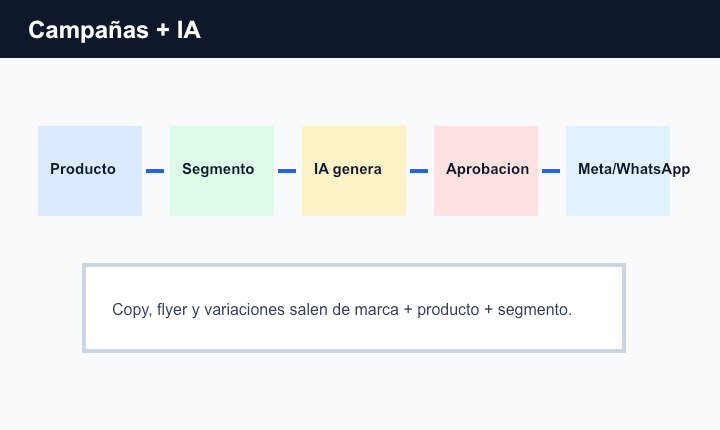 Campañas + IA
Producto
Segmento
IA genera
Aprobacion
Meta/WhatsApp
Copy, flyer y variaciones salen de marca + producto + segmento.